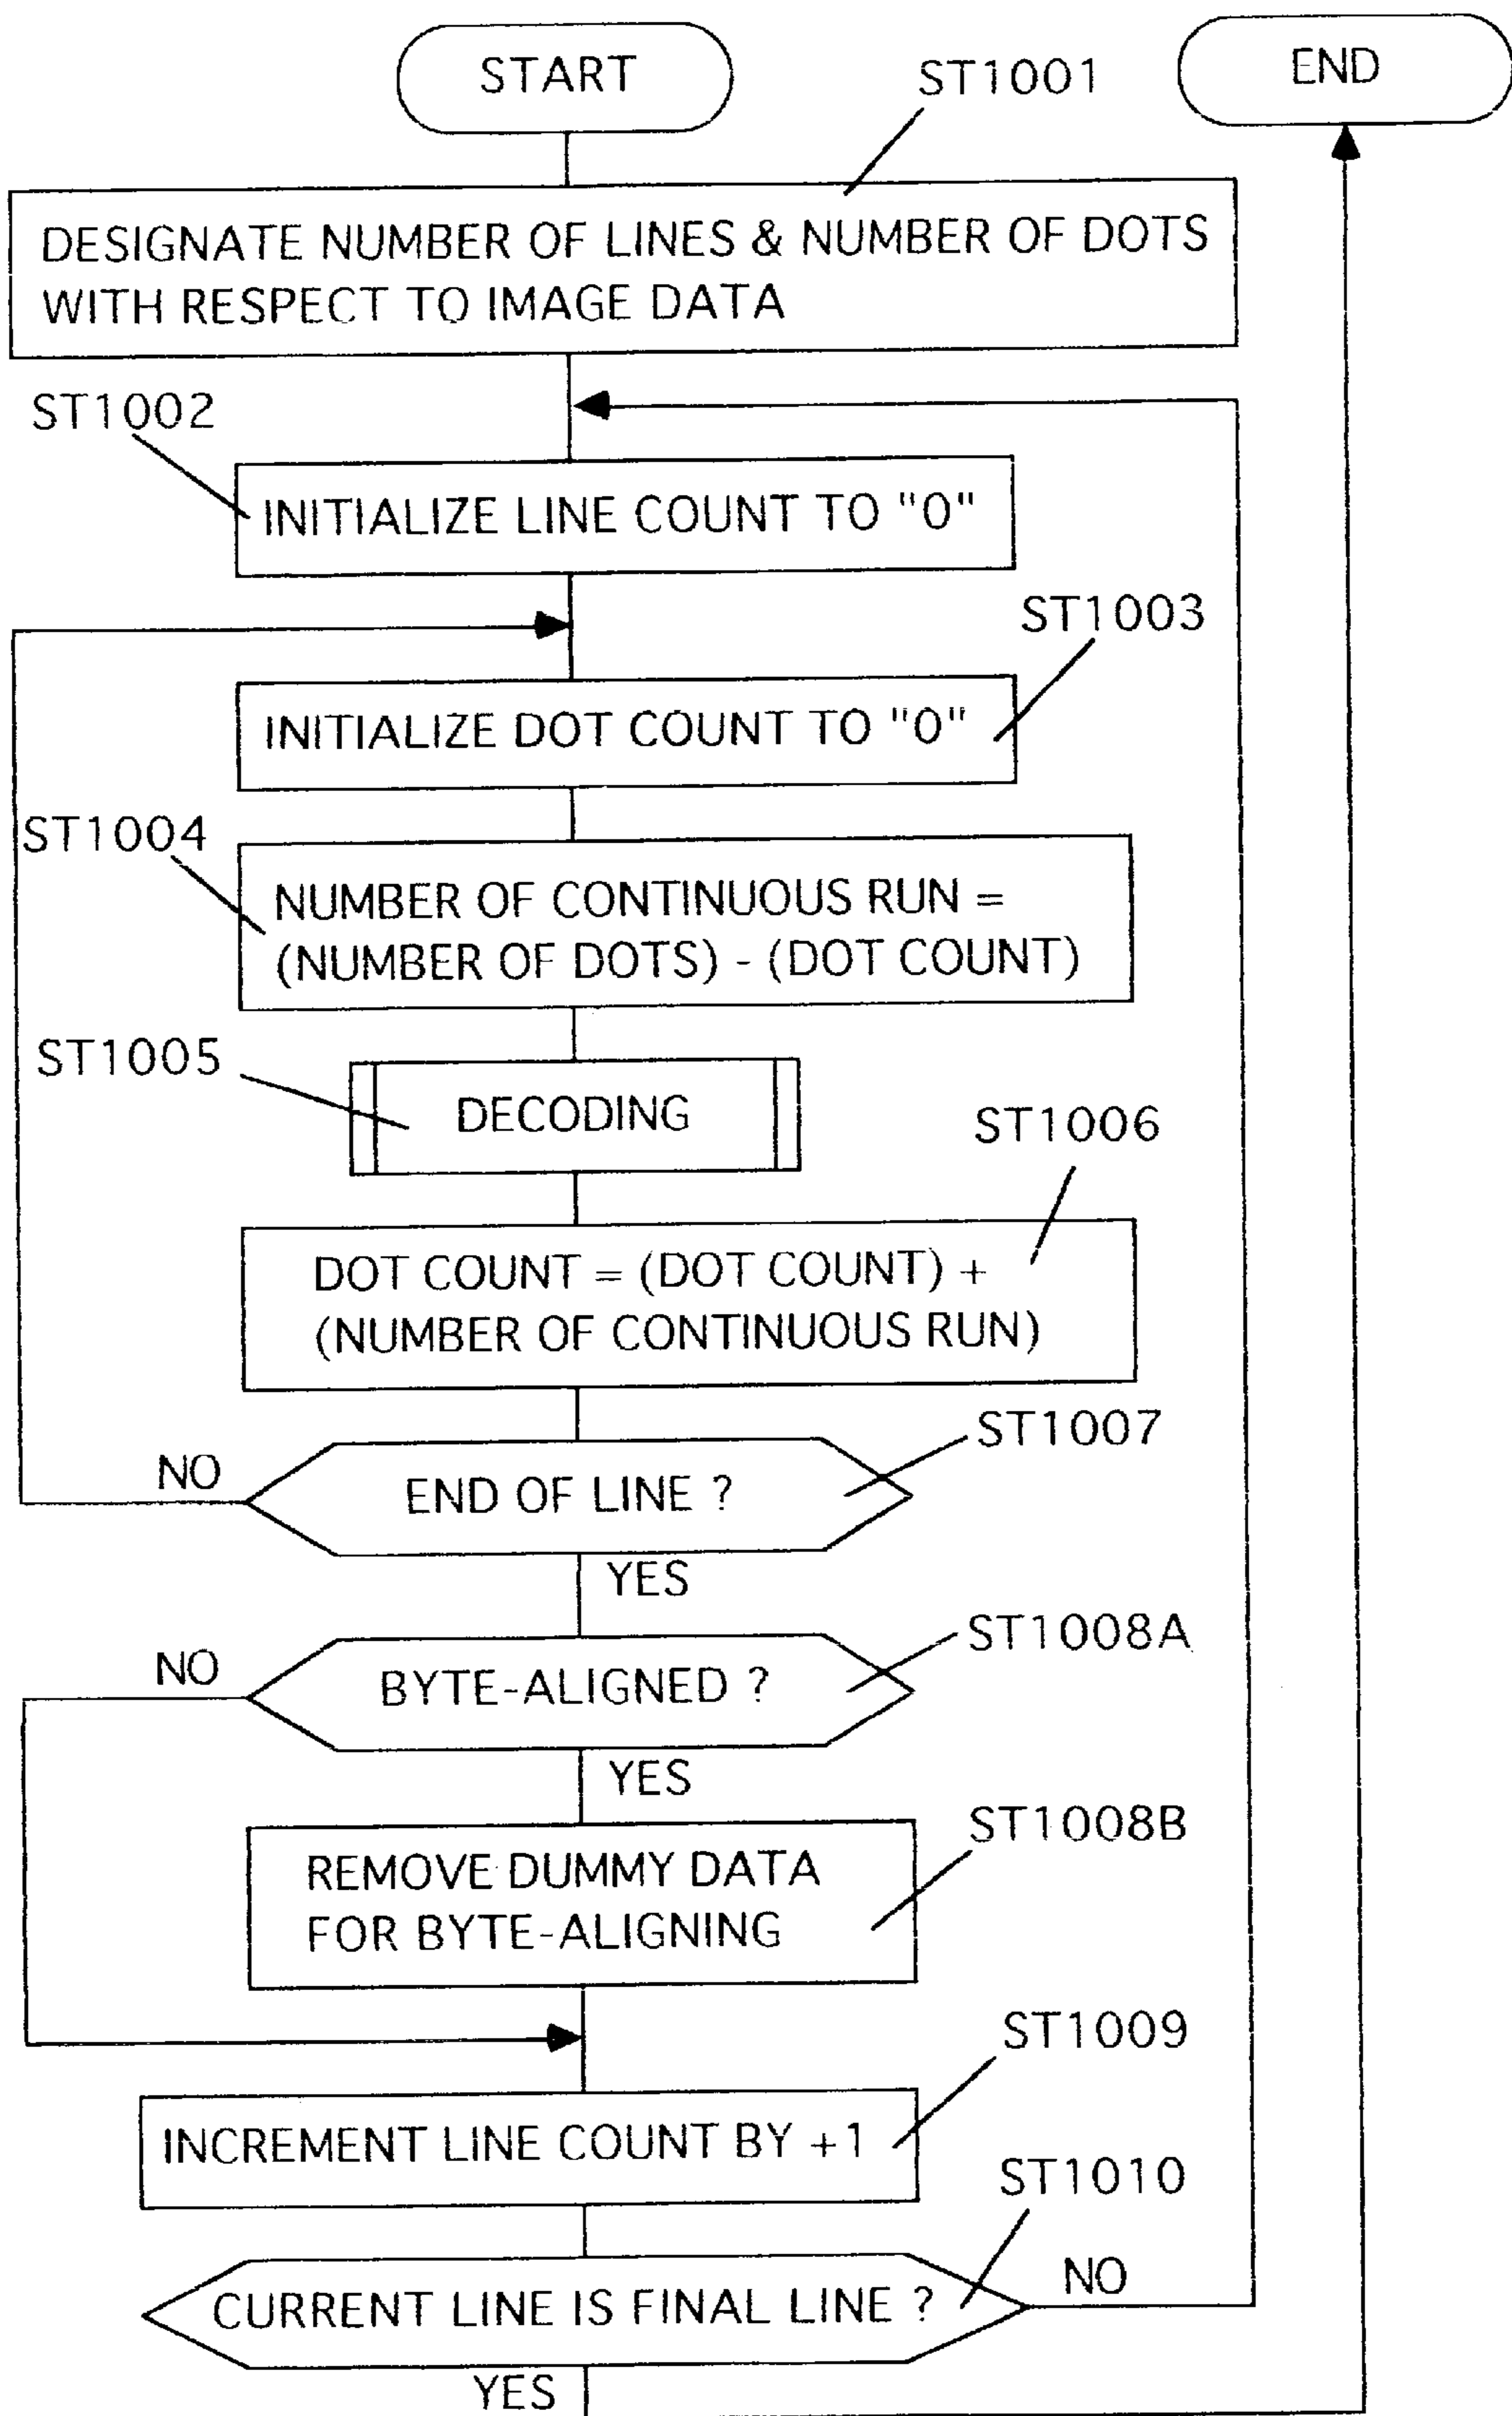 START
END
ST1001
DESIGNATE NUMBER OF LINES & NUMBER OF DOTS
WITH RESPECT TO IMAGE DATA
ST1002
INITIALIZE LINE COUNT TO "0"
ST1003
INITIALIZE DOT COUNT TO "0"
ST1004
NUMBER OF CONTINUOUS RUN =
(NUMBER OF DOTS) - (DOT COUNT)
ST1005
DECODING
ST1006
DOT COUNT = (DOT COUNT) +
(NUMBER OF CONTINUOUS RUN)
ST1007
NO
END OF LINE ?
YES
ST1008A
NO
BYTE-ALIGNED ?
YES
ST1008B
REMOVE DUMMY DATA
FOR BYTE-ALIGNING
ST1009
INCREMENT LINE COUNT BY +1
ST1010
NO
CURRENT LINE IS FINAL LINE ?
YES